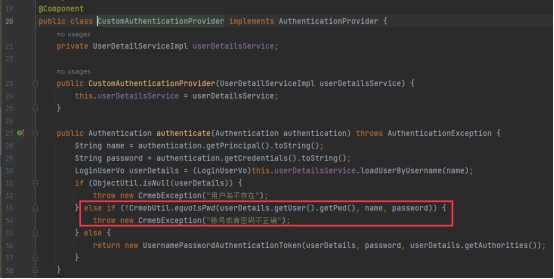 19 @Component
20 public class CustomAuthenticationProvider implements AuthenticationProvider {
no usages
21 private UserDetailServiceImpl userDetailsService;
22
no usages
23 public CustomAuthenticationProvider(UserDetailServiceImpl userDetailsService) {
24 this.userDetailsService = userDetailsService;
25 }
26
27 public Authentication authenticate(Authentication authentication) throws AuthenticationException {
28 String name = authentication.getPrincipal().toString();
29 String password = authentication.getCredentials().toString();
30 LoginUserVo userDetails = (LoginUserVo)this.userDetailsService.loadUserByUsername(name);
31 if (ObjectUtil.isNull(userDetails)) {
32 throw new CrmebException("用户名不存在");
33 } else if (!CrmebUtil.equalsPwd(userDetails.getUser().getPwd(), name, password)) {
34 throw new CrmebException("账号或者密码不正确");
35 } else {
36 return new UsernamePasswordAuthenticationToken(userDetails, password, userDetails.getAuthorities());
37 }
38 }